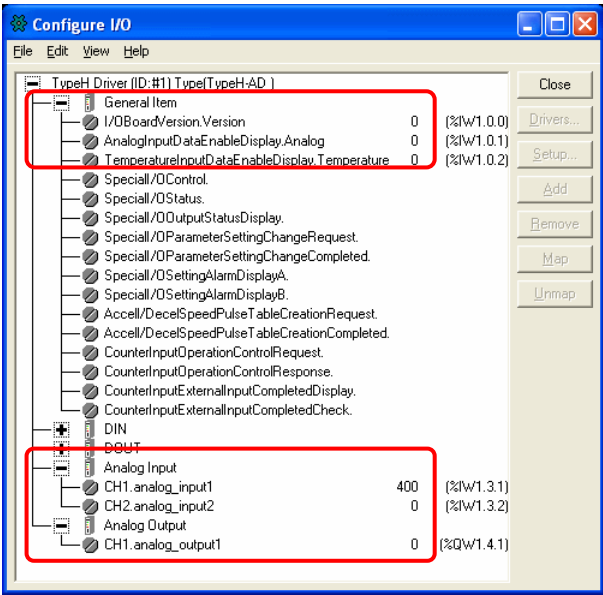 Configure I/O
File Edit View Help
TypeH Driver (ID:#1) Type(TypeH-AD )
General Item
I/OBoardVersion.Version 0 (%IW1.0.0)
AnalogInputDataEnableDisplay.Analog 0 (%IW1.0.1)
TemperatureInputDataEnableDisplay.Temperature 0 (%IW1.0.2)
SpecialI/OControl.
SpecialI/OStatus.
SpecialI/OOutputStatusDisplay.
SpecialI/OParameterSettingChangeRequest.
SpecialI/OParameterSettingChangeCompleted.
SpecialI/OSettingAlarmDisplayA.
SpecialI/OSettingAlarmDisplayB.
Accell/DecelSpeedPulseTableCreationRequest.
Accell/DecelSpeedPulseTableCreationCompleted.
CounterInputOperationControlRequest.
CounterInputOperationControlResponse.
CounterInputExternalInputCompletedDisplay.
CounterInputExternalInputCompletedCheck.
DIN
DOUT
Analog Input
CH1.analog_input1 400 (%IW1.3.1)
CH2.analog_input2 0 (%IW1.3.2)
Analog Output
CH1.analog_output1 0 (%QW1.4.1)
Close
Drivers...
Setup...
Add
Remove
Map
Unmap